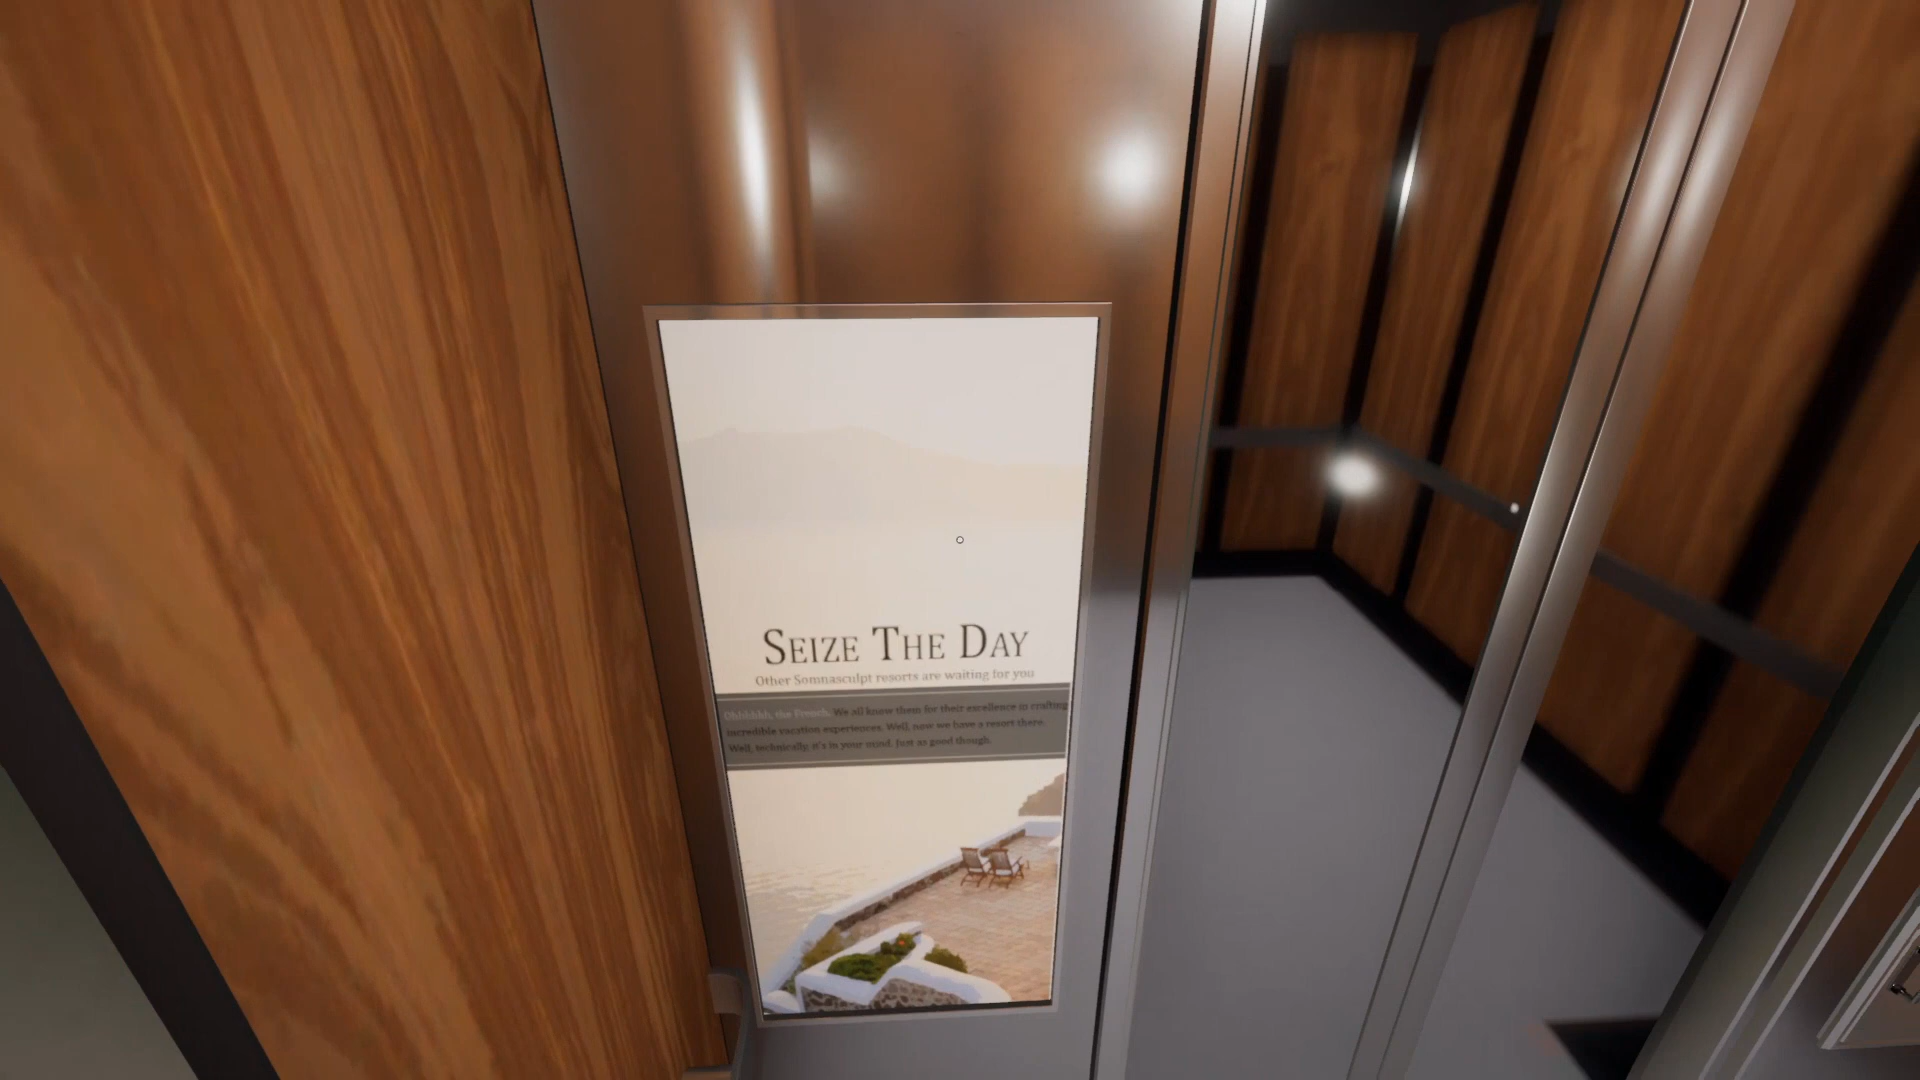 SEIZE THE DAY
Other Somnasculpt resorts are waiting for you
Ohhhhhh, the French. We all know them for their excellence in crafting
incredible vacation experiences. Well, now we have a resort there.
Well, technically, it's in your mind. Just as good though.